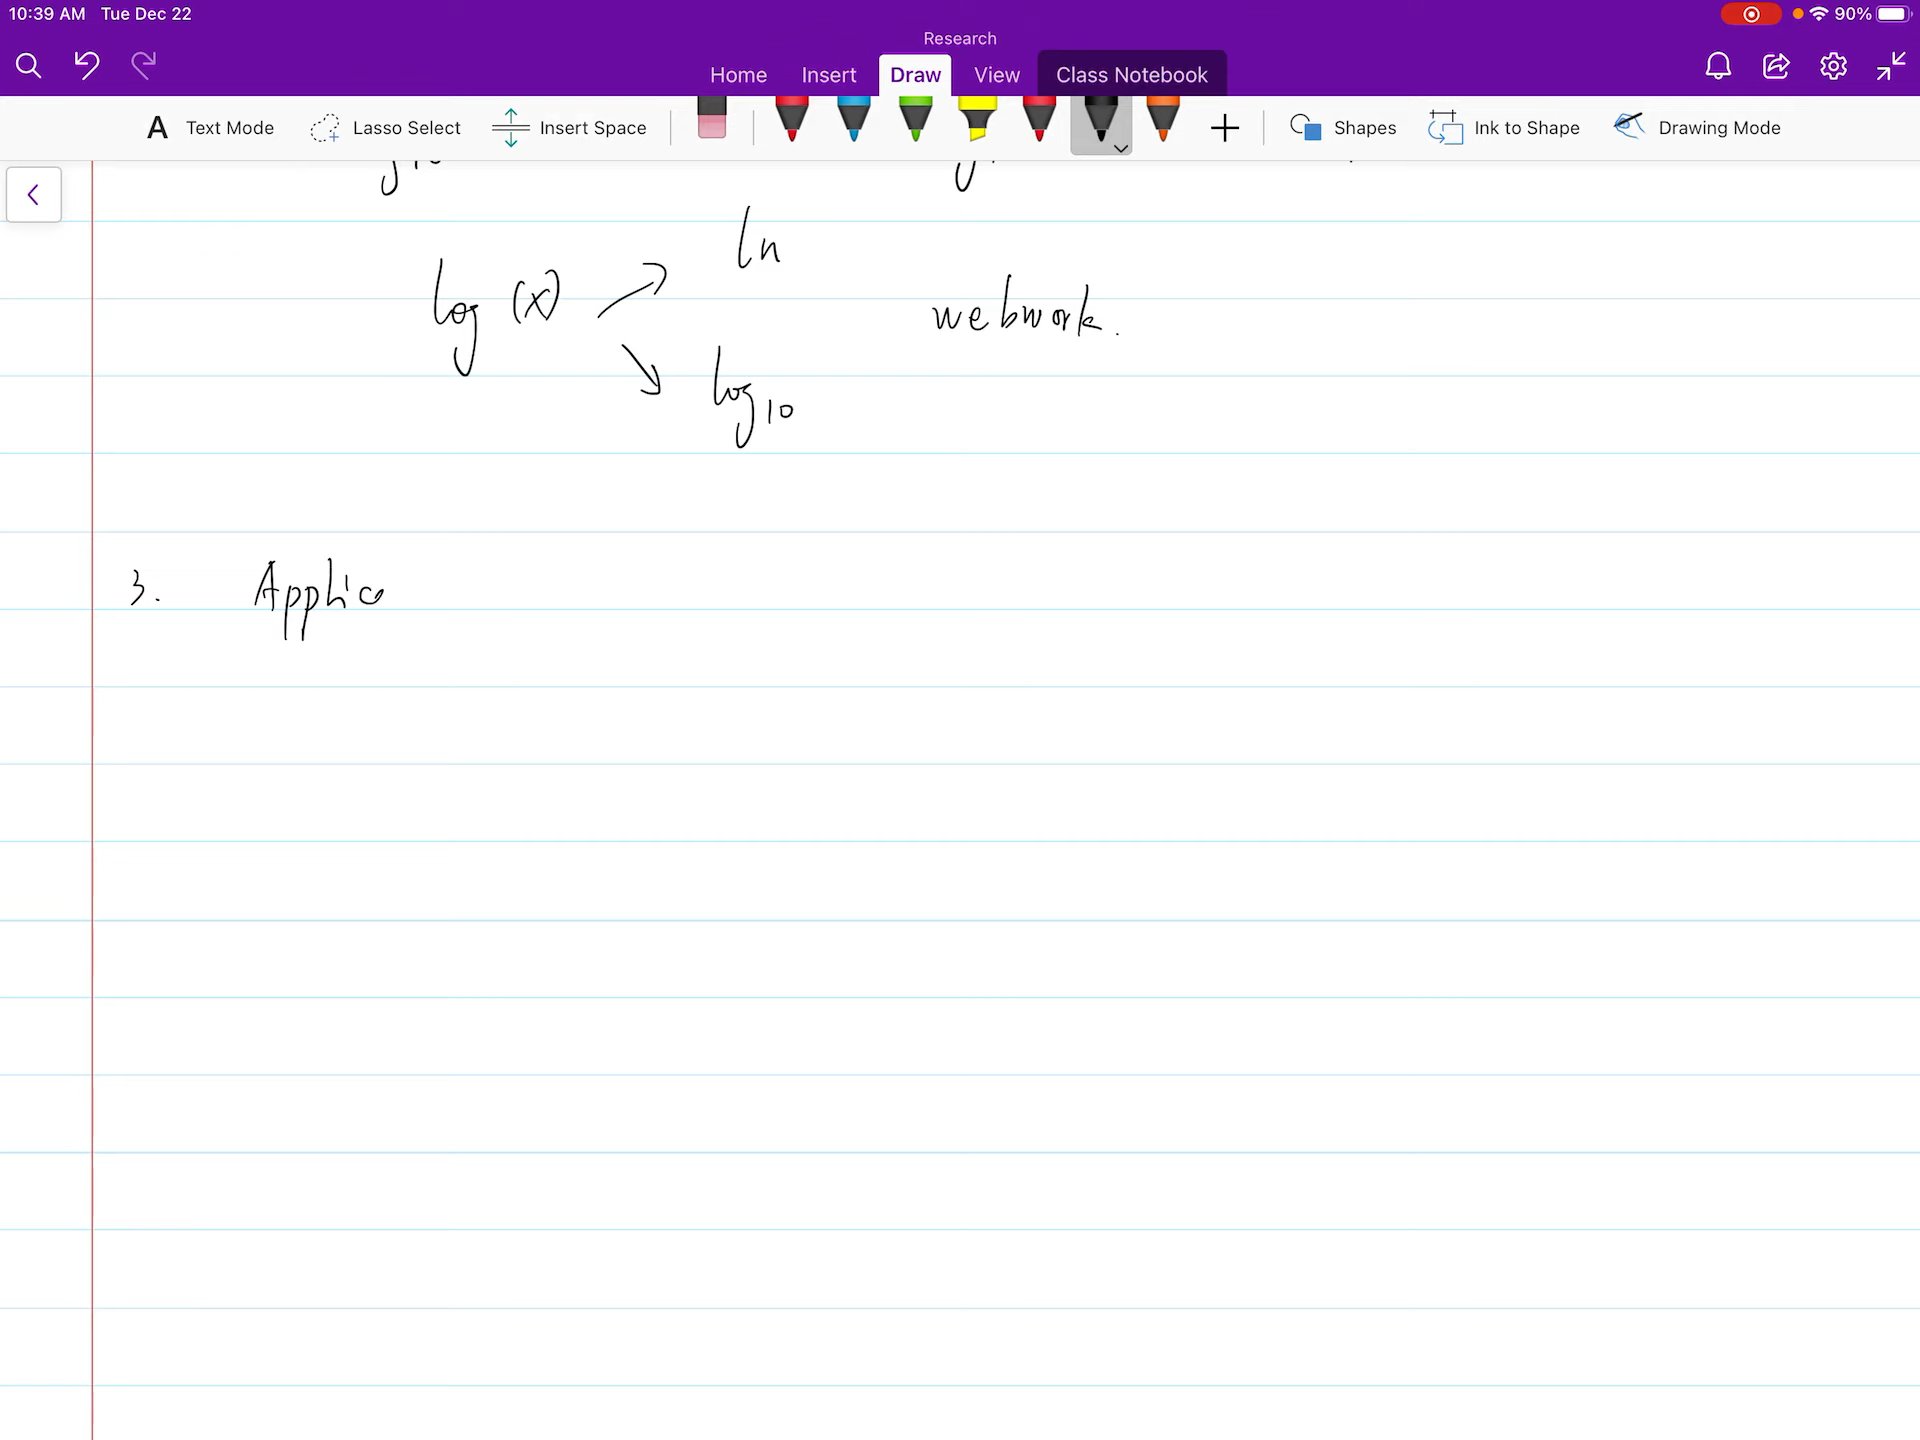 10:39 AM Tue Dec 22
90%
Research
Home Insert Draw View Class Notebook
A Text Mode Lasso Select Insert Space Shapes Ink to Shape Drawing Mode
ln
log (x)
webwork.
log₁₀
3. Applica